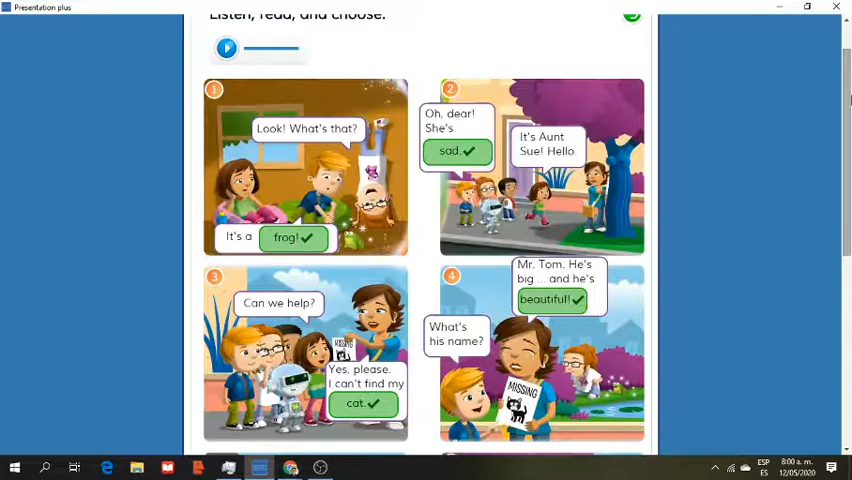 Presentation plus
Listen, read, and choose.
1
Look! What's that?
It's a
frog!
2
Oh, dear!
She's
sad.
It's Aunt
Sue! Hello.
3
Can we help?
MISSING
Yes, please.
I can't find my
cat.
4
Mr. Tom. He's
big ... and he's
beautiful!
What's
his name?
MISSING
ESP
ES
8:00 a. m.
12/05/2020